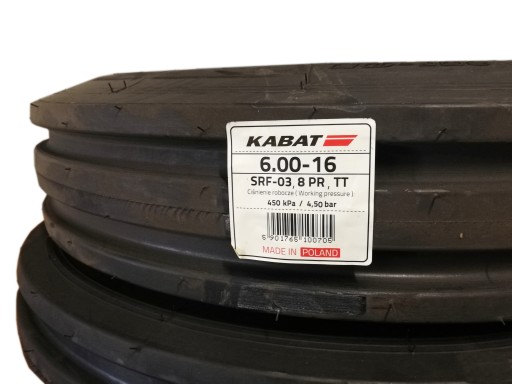 KABAT
6.00-16
SRF-03, 8 PR, TT
Ciśnienie robocze ( Working pressure )
450 kPa / 4,50 bar
5 901768 100705
MADE IN POLAND